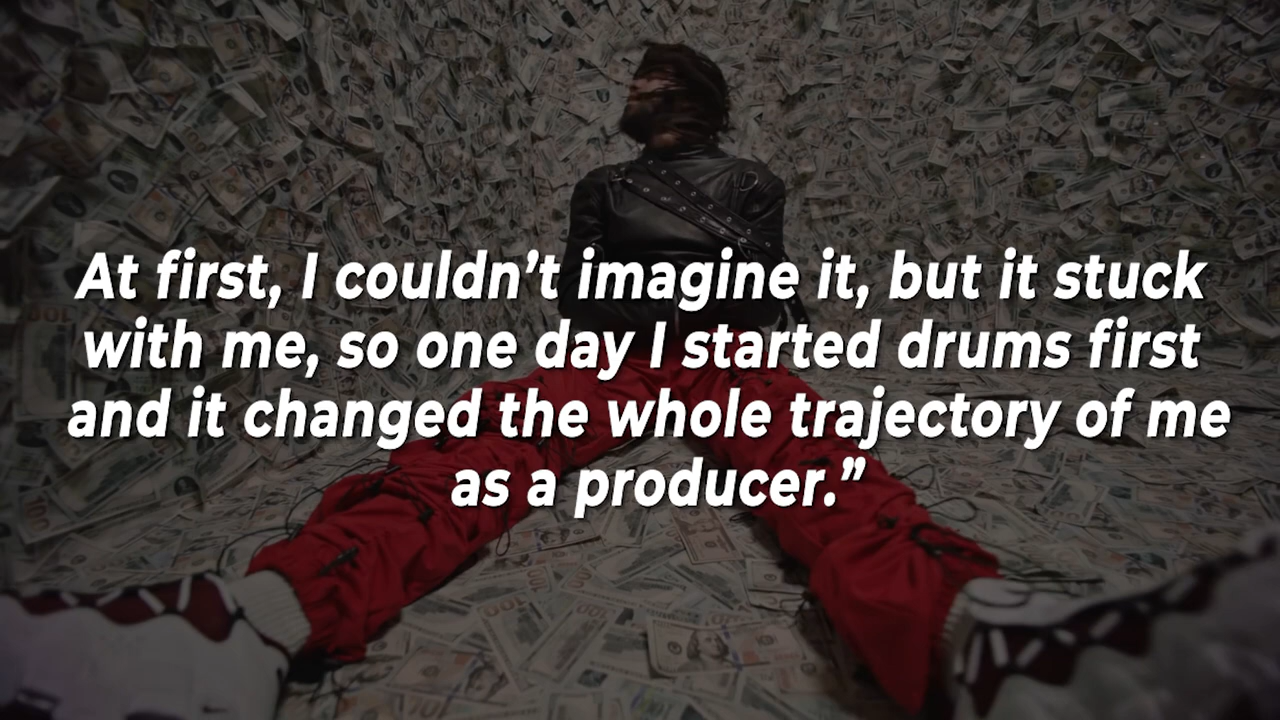 At first, I couldn’t imagine it, but it stuck
with me, so one day I started drums first
and it changed the whole trajectory of me
as a producer.”